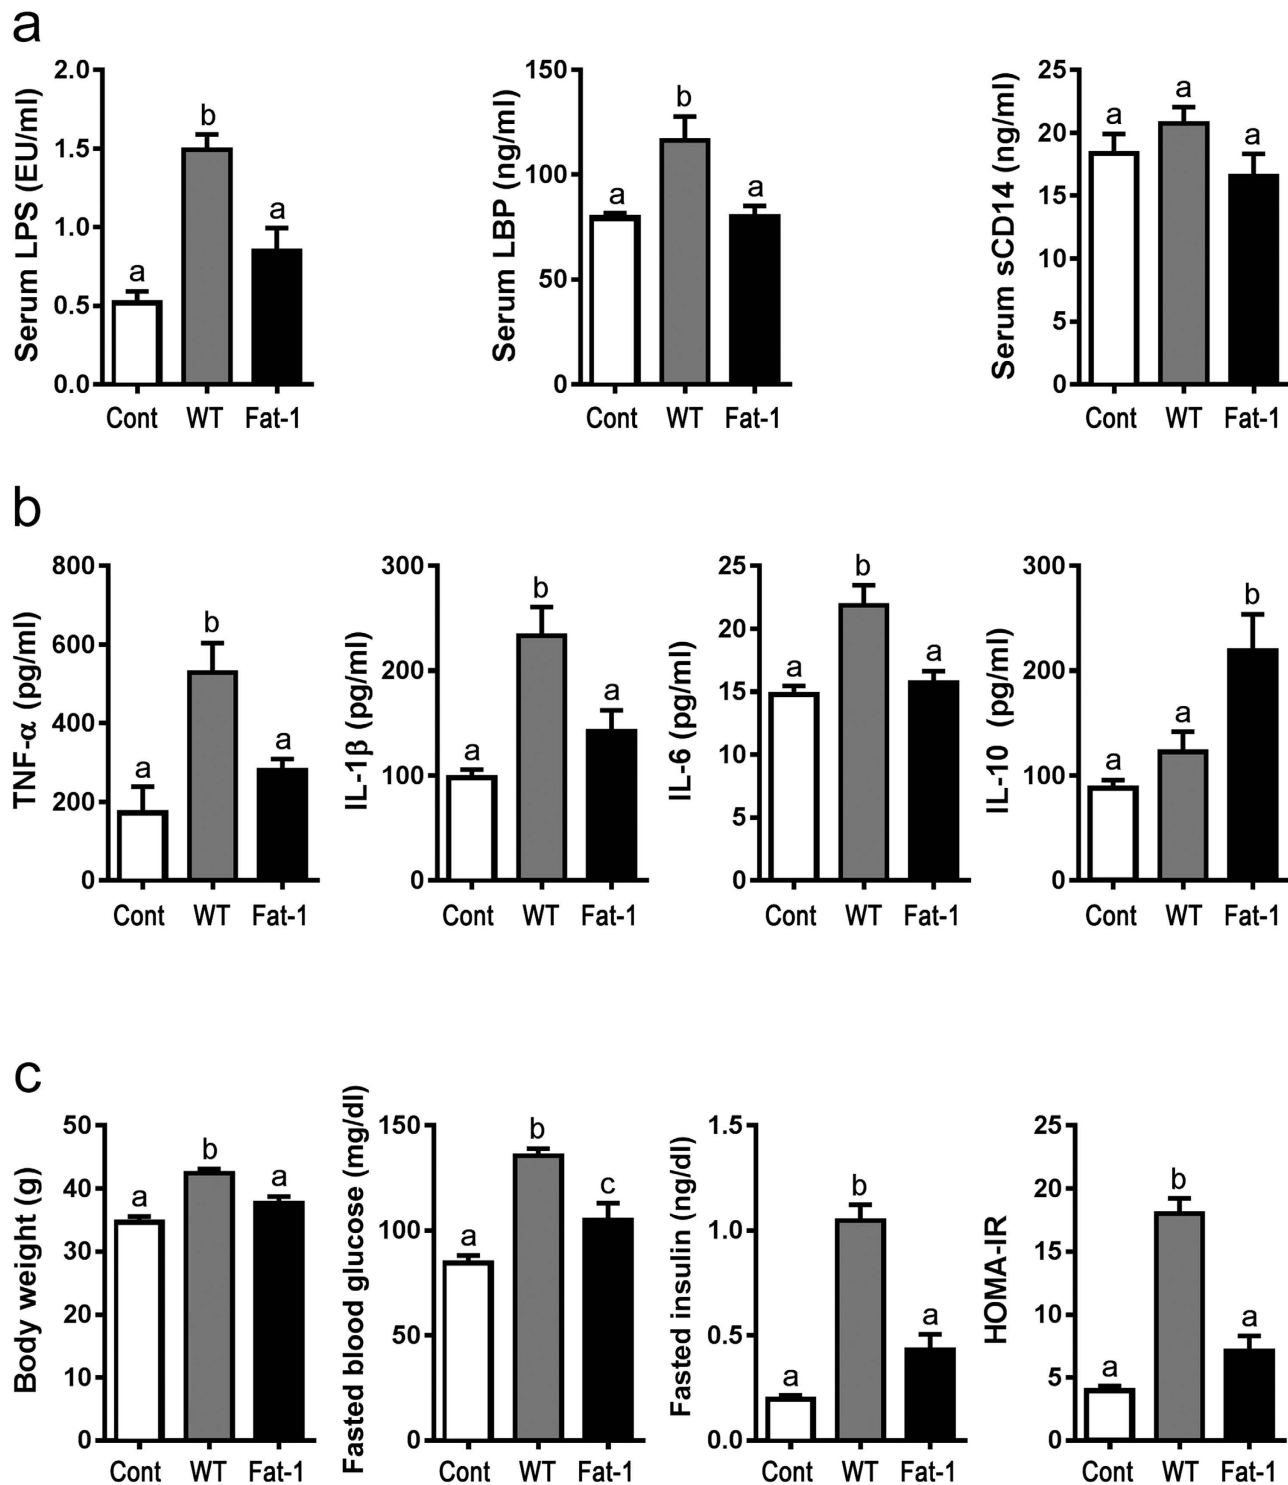 a
Serum LPS (EU/ml)
2.0
1.5
1.0
0.5
0.0
a
b
a
Cont WT Fat-1
Serum LBP (ng/ml)
150
100
50
0
a
b
a
Cont WT Fat-1
Serum sCD14 (ng/ml)
25
20
15
10
5
0
a
a
a
Cont WT Fat-1
b
TNF-α (pg/ml)
800
600
400
200
0
a
b
a
Cont WT Fat-1
IL-1β (pg/ml)
300
200
100
0
a
b
a
Cont WT Fat-1
IL-6 (pg/ml)
25
20
15
10
5
0
a
b
a
Cont WT Fat-1
IL-10 (pg/ml)
300
200
100
0
a
a
b
Cont WT Fat-1
c
Body weight (g)
50
40
30
20
10
0
a
b
a
Cont WT Fat-1
Fasted blood glucose (mg/dl)
150
100
50
0
a
b
c
Cont WT Fat-1
Fasted insulin (ng/dl)
1.5
1.0
0.5
0.0
a
b
a
Cont WT Fat-1
HOMA-IR
25
20
15
10
5
0
a
b
a
Cont WT Fat-1